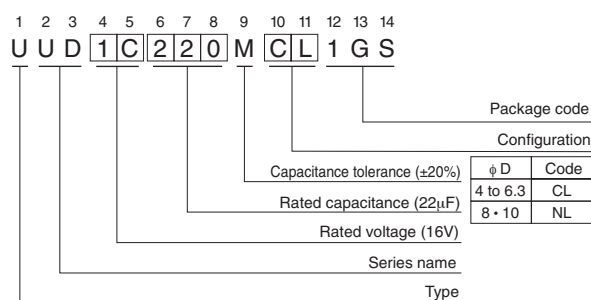 1 2 3 4 5 6 7 8 9 10 11 12 13 14
U U D 1 C 2 2 0 M C L 1 G S
Package code
Configuration
Capacitance tolerance (±20%)
ϕ D Code
4 to 6.3 CL
8 • 10 NL
Rated capacitance (22µF)
Rated voltage (16V)
Series name
Type